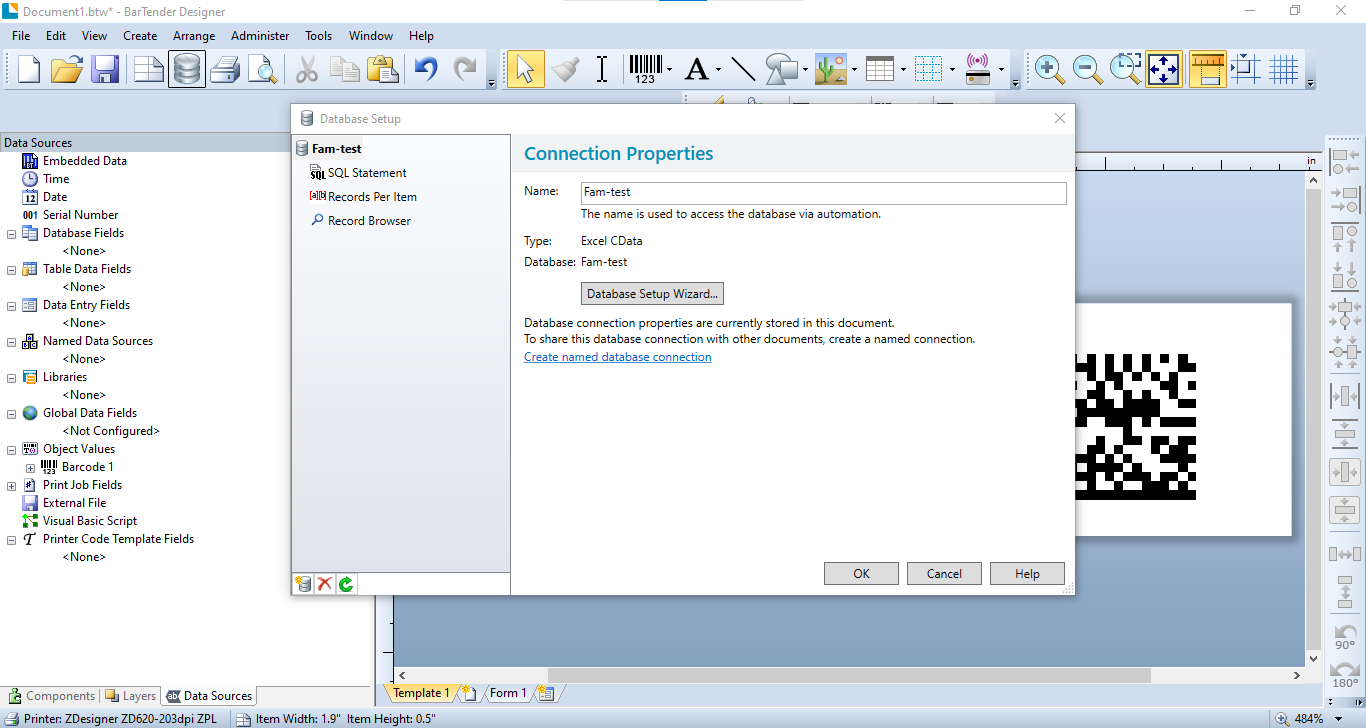 Document1.btw* - BarTender Designer
File Edit View Create Arrange Administer Tools Window Help
123
Database Setup
Data Sources
Embedded Data
Time
12 Date
001 Serial Number
Database Fields
<None>
Table Data Fields
<None>
Data Entry Fields
<None>
Named Data Sources
<None>
Libraries
<None>
Global Data Fields
<Not Configured>
Object Values
123 Barcode 1
Print Job Fields
External File
Visual Basic Script
Printer Code Template Fields
<None>
Fam-test
SQL SQL Statement
[a][b] Records Per Item
Record Browser
Connection Properties
Name: Fam-test
The name is used to access the database via automation.
Type: Excel CData
Database: Fam-test
Database Setup Wizard...
Database connection properties are currently stored in this document.
To share this database connection with other documents, create a named connection.
Create named database connection
OK Cancel Help
in
90°
180°
Components Layers abc Data Sources
Template 1 Form 1
Printer: ZDesigner ZD620-203dpi ZPL Item Width: 1.9" Item Height: 0.5" 484%